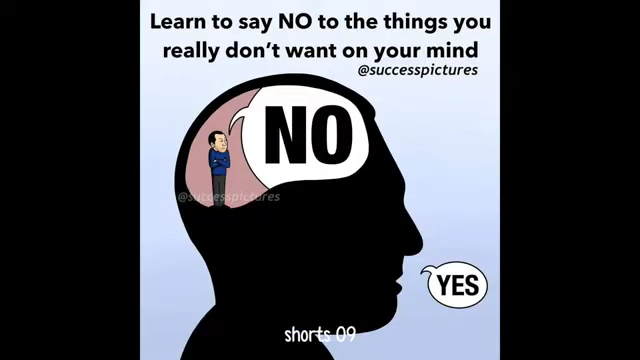 Learn to say NO to the things you
really don’t want on your mind
@successpictures
NO
@successpictures
YES
shorts 09